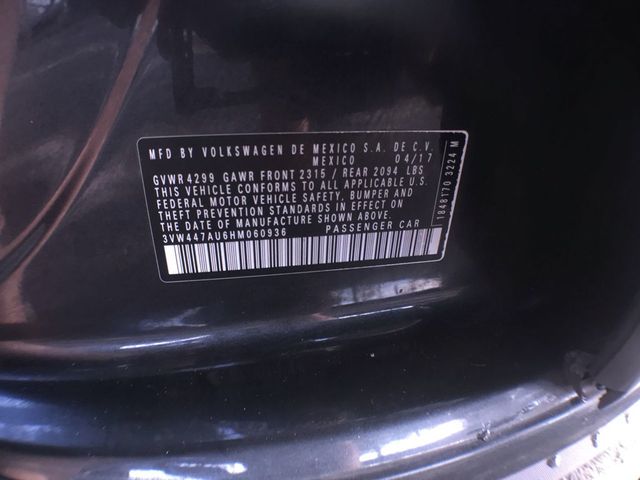 MFD BY VOLKSWAGEN DE MEXICO S.A. DE C.V.
MEXICO 04/17
GVWR 4299 GAWR FRONT 2315 / REAR 2094 LBS
THIS VEHICLE CONFORMS TO ALL APPLICABLE U.S.
FEDERAL MOTOR VEHICLE SAFETY, BUMPER AND
THEFT PREVENTION STANDARDS IN EFFECT ON
THE DATE OF MANUFACTURE SHOWN ABOVE.
3VW447AU6HM060936 PASSENGER CAR
1848170 3224 M